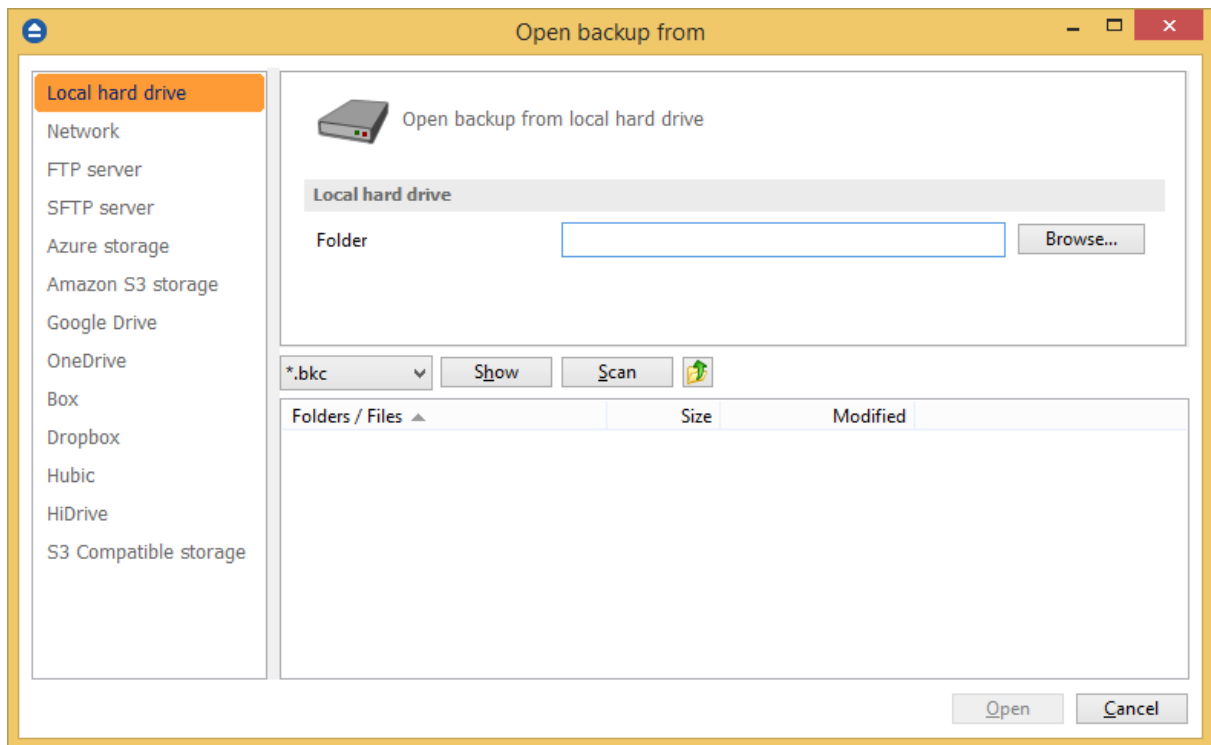 Open backup from
Local hard drive
Network
FTP server
SFTP server
Azure storage
Amazon S3 storage
Google Drive
OneDrive
Box
Dropbox
Hubic
HiDrive
S3 Compatible storage
Open backup from local hard drive
Local hard drive
Folder Browse...
*.bkc Show Scan
Folders / Files Size Modified
Open Cancel